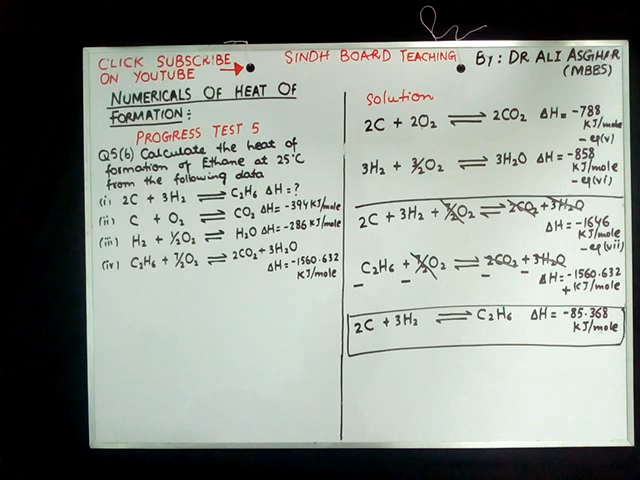 CLICK SUBSCRIBE
ON YOUTUBE →
SINDH BOARD TEACHING
By: DR ALI ASGHAR
(MBBS)
NUMERICALS OF HEAT OF
FORMATION:
PROGRESS TEST 5
Q5(b) Calculate the heat of
formation of Ethane at 25°C
from the following data
(i) 2C + 3H₂ ⇌ C₂H₆ ΔH = ?
(ii) C + O₂ ⇌ CO₂ ΔH = -394 KJ/mole
(iii) H₂ + ½O₂ ⇌ H₂O ΔH = -286 KJ/mole
(iv) C₂H₆ + 7/2O₂ ⇌ 2CO₂ + 3H₂O
ΔH = -1560.632
KJ/mole
Solution
2C + 2O₂ ⇌ 2CO₂ ΔH = -788
KJ/mole
- eq(v)
3H₂ + 3/2O₂ ⇌ 3H₂O ΔH = -858
KJ/mole
- eq(vi)
2C + 3H₂ + 7/2O₂ ⇌ 2CO₂ + 3H₂O
ΔH = -1646
KJ/mole
- eq(vii)
C₂H₆ + 7/2O₂ ⇌ 2CO₂ + 3H₂O
- - - -
ΔH = -1560.632
+ KJ/mole
2C + 3H₂ ⇌ C₂H₆ ΔH = -85.368
KJ/mole